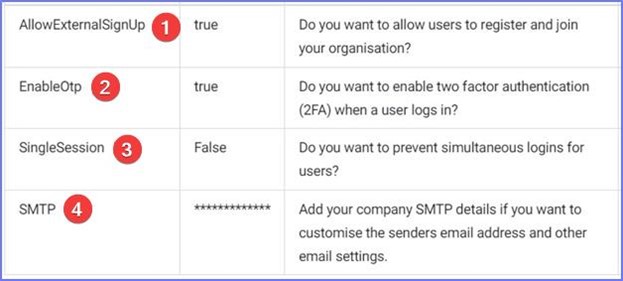 AllowExternalSignUp 1 true Do you want to allow users to register and join
your organisation?
EnableOtp 2 true Do you want to enable two factor authentication
(2FA) when a user logs in?
SingleSession 3 False Do you want to prevent simultaneous logins for
users?
SMTP 4 ************* Add your company SMTP details if you want to
customise the senders email address and other
email settings.